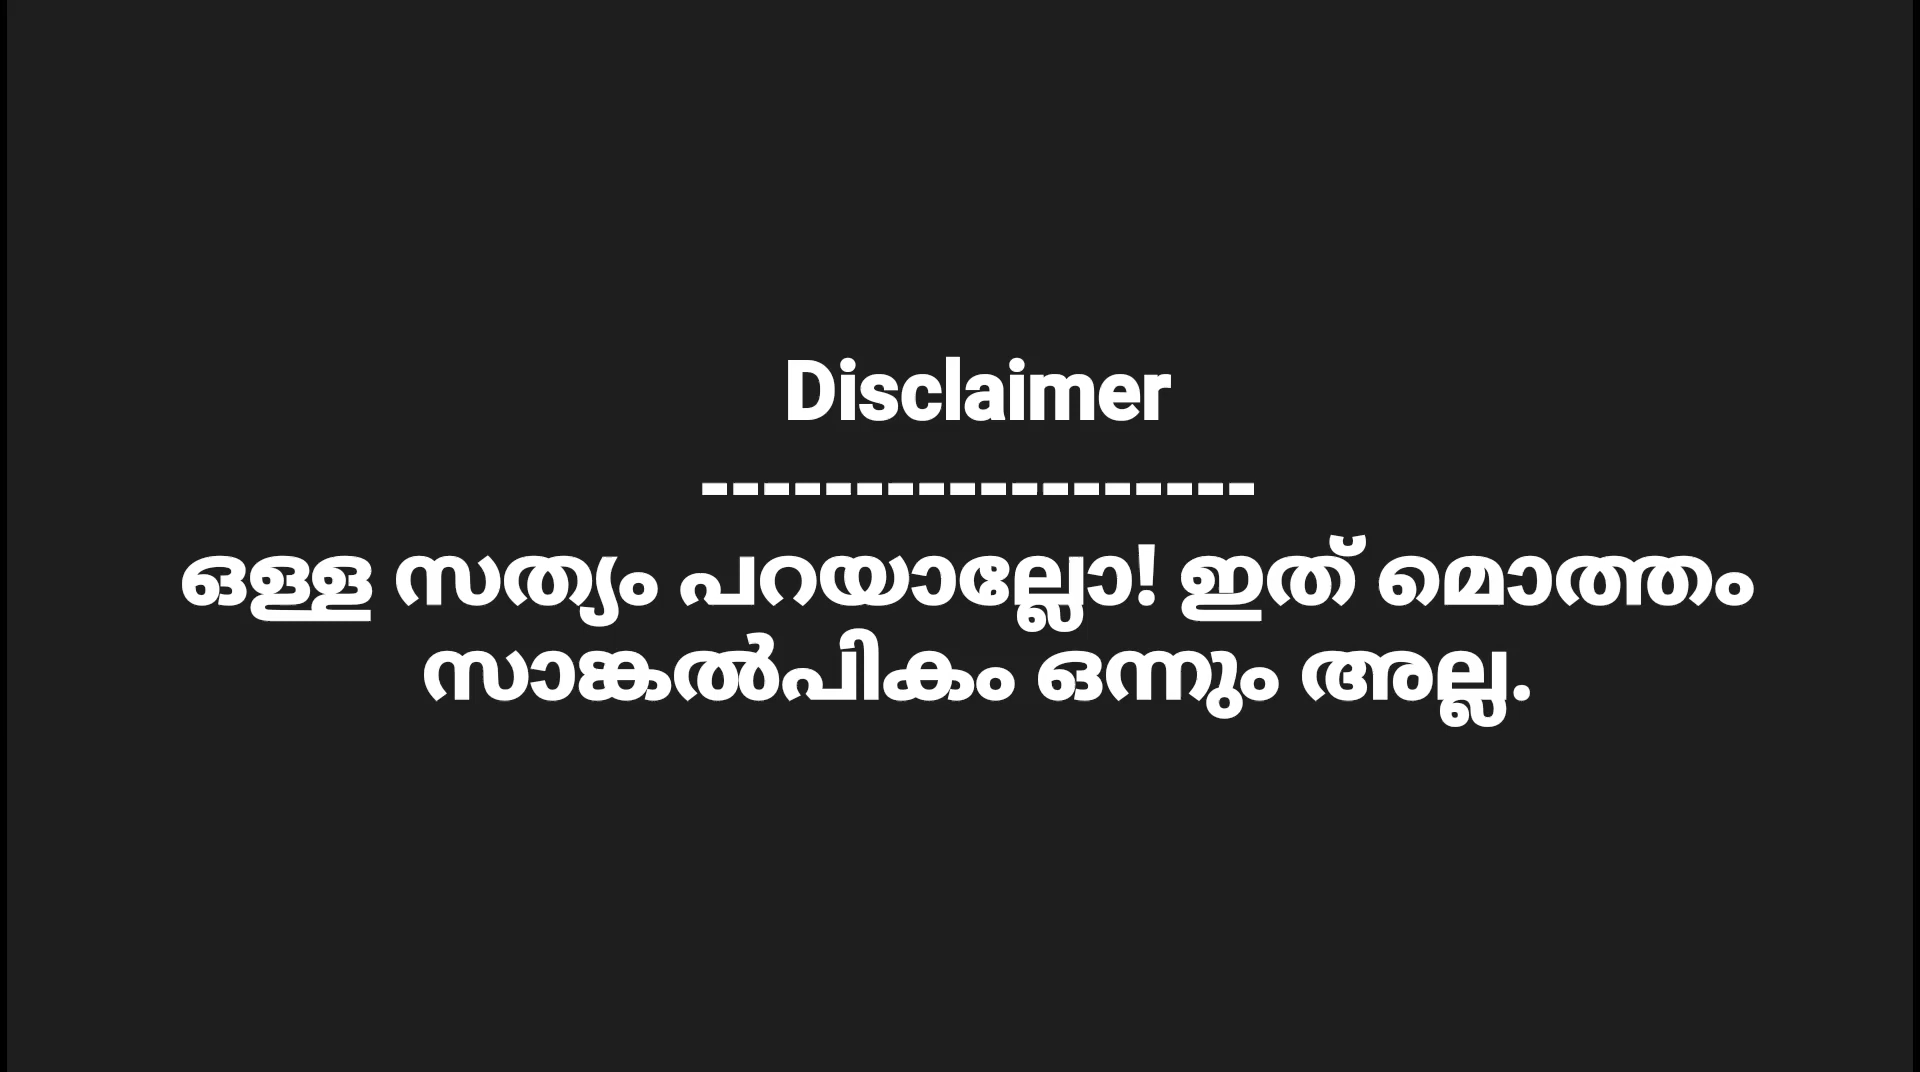 Disclaimer
-------------------
ഒള്ള സത്യം പറയാല്ലോ! ഇത് മൊത്തം
സാങ്കൽപികം ഒന്നും അല്ല.